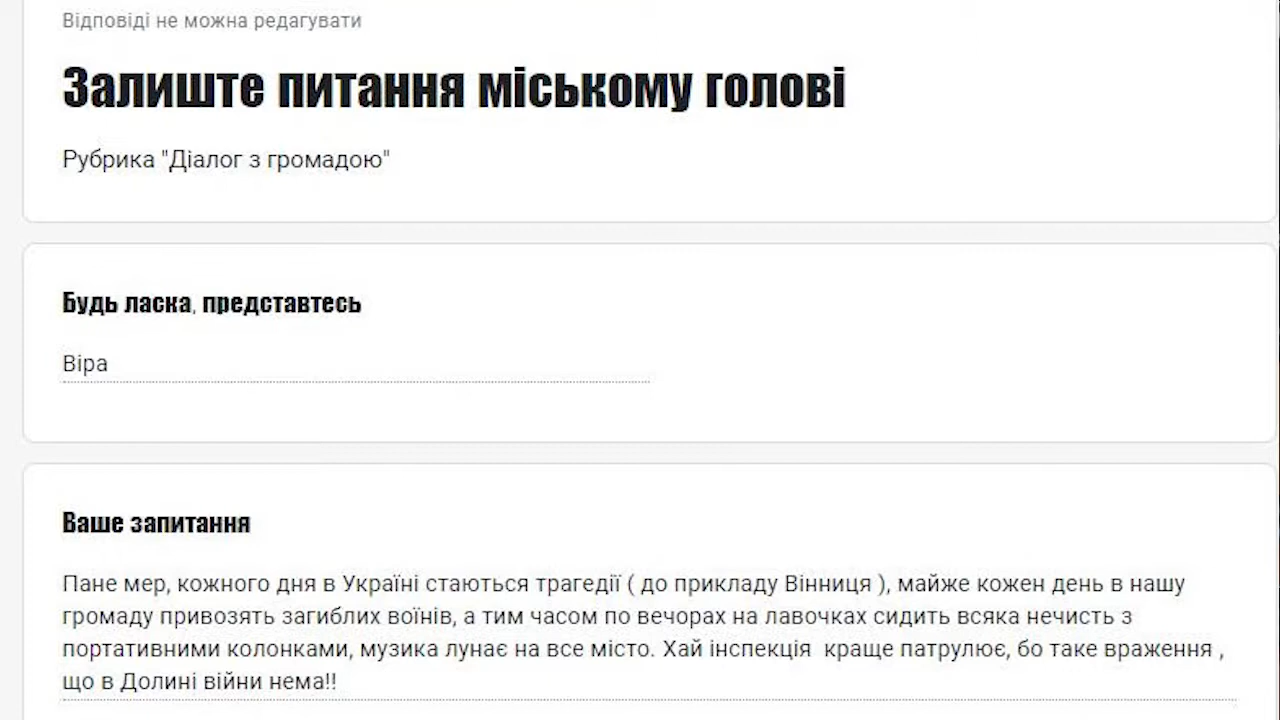 Відповіді не можна редагувати
Залиште питання міському голові
Рубрика "Діалог з громадою"
Будь ласка, представтесь
Віра
Ваше запитання
Пане мер, кожного дня в Україні стаються трагедії ( до прикладу Вінниця ), майже кожен день в нашу
громаду привозять загиблих воїнів, а тим часом по вечорах на лавочках сидить всяка нечисть з
портативними колонками, музика лунає на все місто. Хай інспекція  краще патрулює, бо таке враження ,
що в Долині війни нема!!